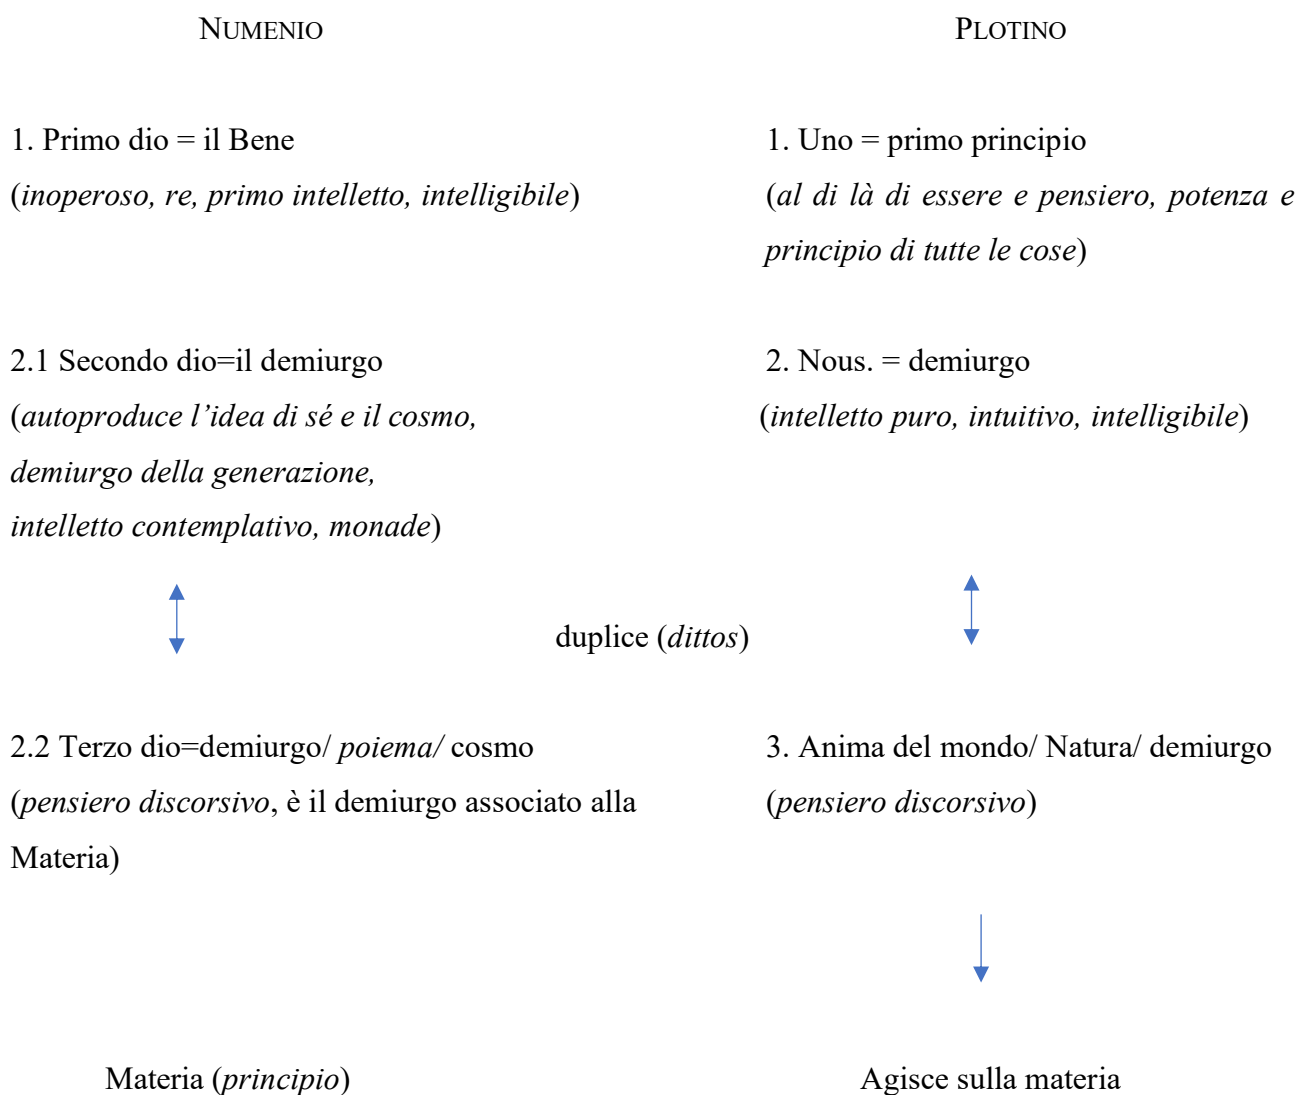 NUMENIO
PLOTINO
1. Primo dio = il Bene
(inoperoso, re, primo intelletto, intelligibile)
1. Uno = primo principio
(al di là di essere e pensiero, potenza e
principio di tutte le cose)
2.1 Secondo dio=il demiurgo
(autoproduce l’idea di sé e il cosmo,
demiurgo della generazione,
intelletto contemplativo, monade)
2. Nous. = demiurgo
(intelletto puro, intuitivo, intelligibile)
duplice (dittos)
2.2 Terzo dio=demiurgo/ poiema/ cosmo
(pensiero discorsivo, è il demiurgo associato alla
Materia)
3. Anima del mondo/ Natura/ demiurgo
(pensiero discorsivo)
Materia (principio)
Agisce sulla materia